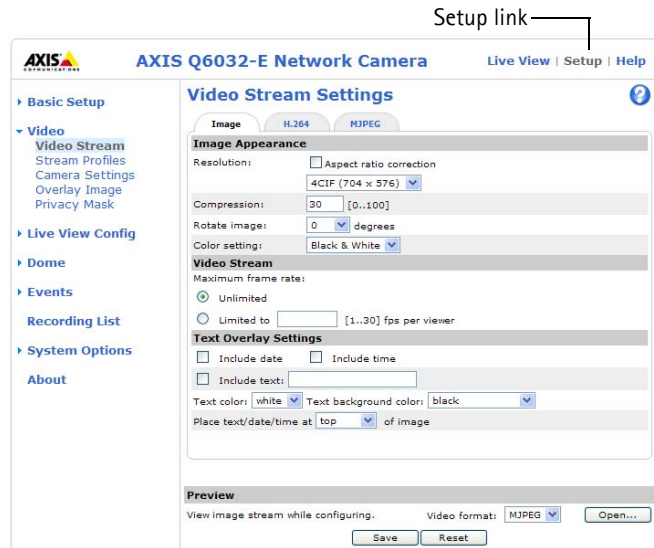 Setup link
AXIS COMMUNICATIONS
AXIS Q6032-E Network Camera
Live View | Setup | Help
Basic Setup
Video
Video Stream
Stream Profiles
Camera Settings
Overlay Image
Privacy Mask
Live View Config
Dome
Events
Recording List
System Options
About
Video Stream Settings
?
Image H.264 MJPEG
Image Appearance
Resolution: Aspect ratio correction
4CIF (704 x 576)
Compression: 30 [0..100]
Rotate image: 0 degrees
Color setting: Black & White
Video Stream
Maximum frame rate:
Unlimited
Limited to [1..30] fps per viewer
Text Overlay Settings
Include date Include time
Include text:
Text color: white Text background color: black
Place text/date/time at top of image
Preview
View image stream while configuring. Video format: MJPEG Open...
Save Reset